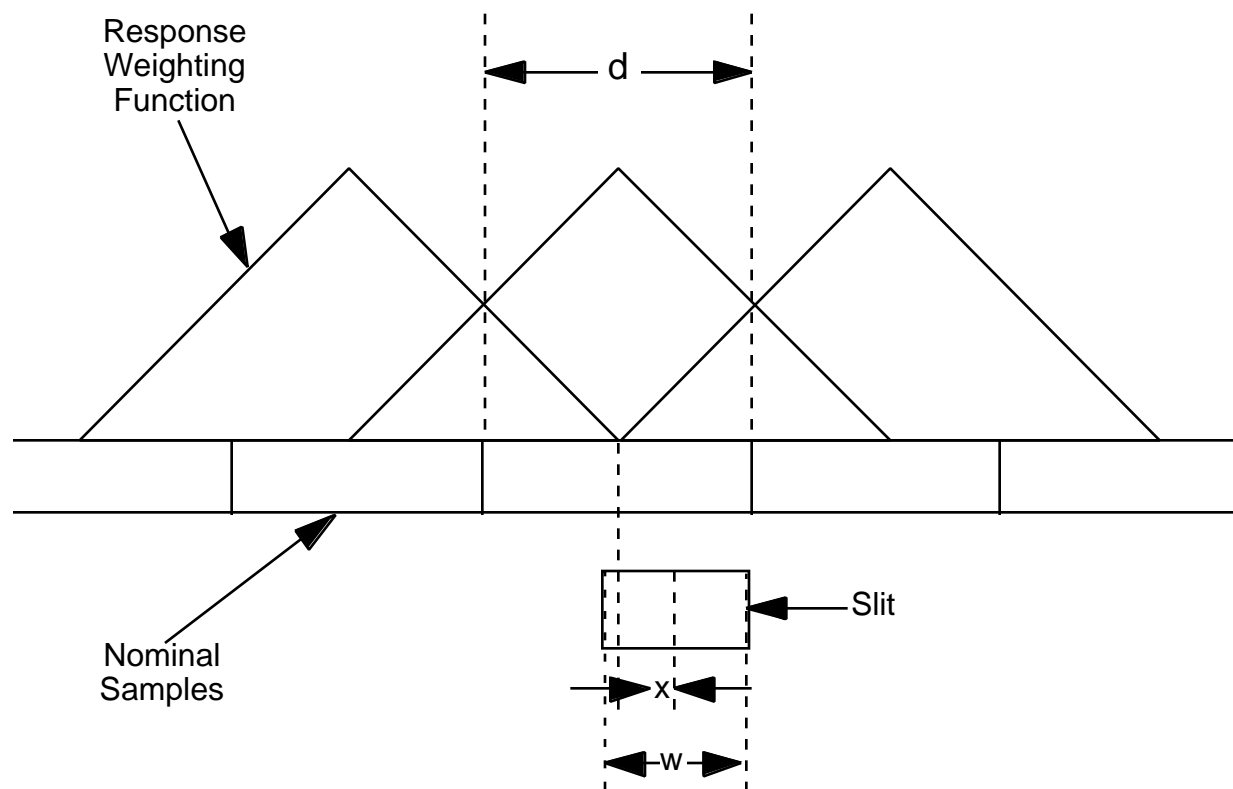 Response
Weighting
Function
d
Slit
Nominal
Samples
x
w